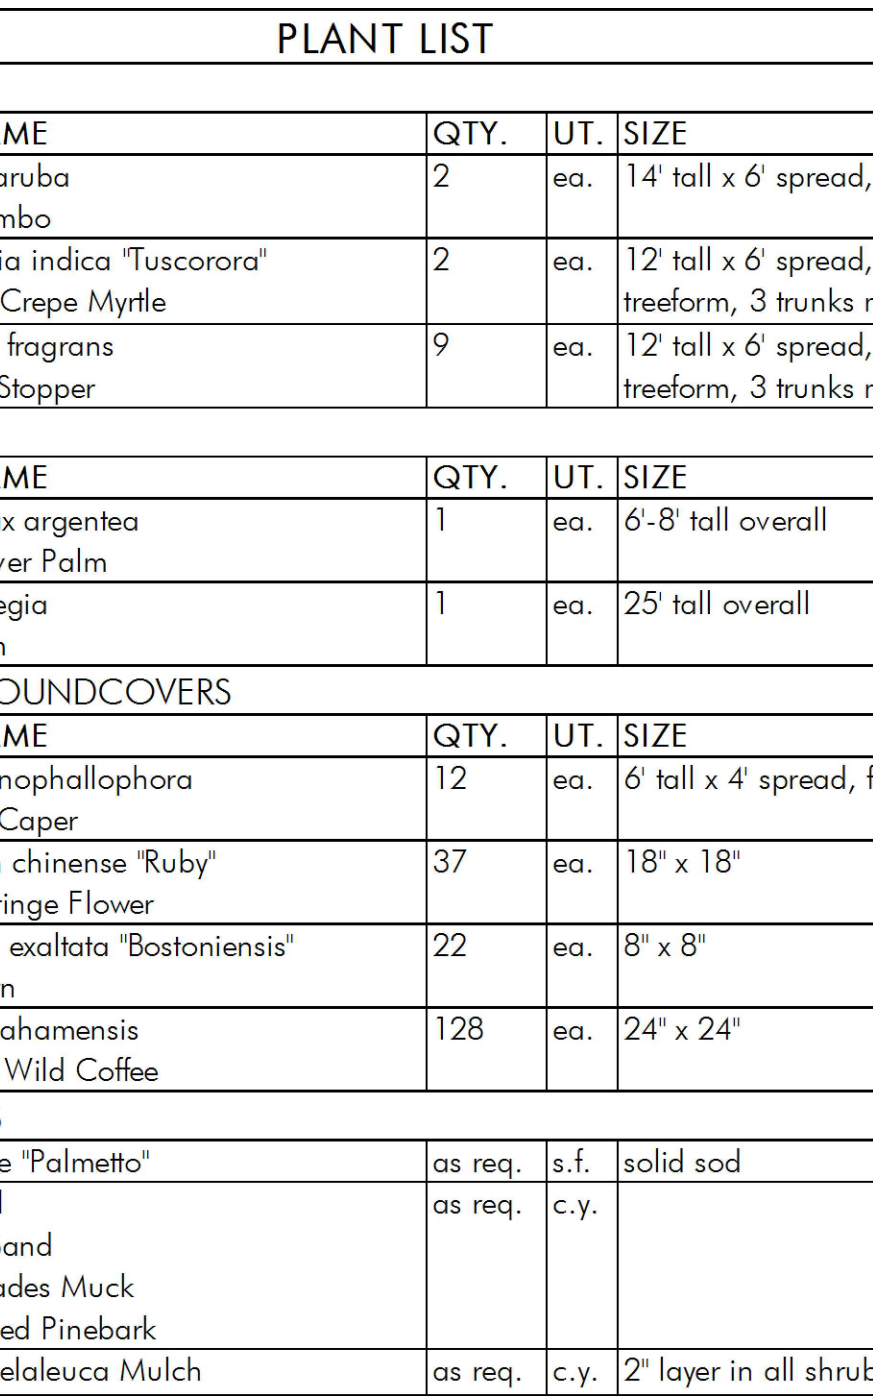 PLANT LIST
AME QTY. UT. SIZE
aruba 2 ea. 14' tall x 6' spread,
mbo
ia indica "Tuscorora" 2 ea. 12' tall x 6' spread,
Crepe Myrtle treeform, 3 trunks
fragrans 9 ea. 12' tall x 6' spread,
Stopper treeform, 3 trunks
AME QTY. UT. SIZE
x argentea 1 ea. 6'-8' tall overall
ver Palm
egia 1 ea. 25' tall overall
OUNDCOVERS
AME QTY. UT. SIZE
nophallophora 12 ea. 6' tall x 4' spread, f
Caper
chinense "Ruby" 37 ea. 18" x 18"
ringe Flower
exaltata "Bostoniensis" 22 ea. 8" x 8"
rn
ahamensis 128 ea. 24" x 24"
Wild Coffee
e "Palmetto" as req. s.f. solid sod
as req. c.y.
and
ades Muck
ed Pinebark
elaleuca Mulch as req. c.y. 2" layer in all shrub